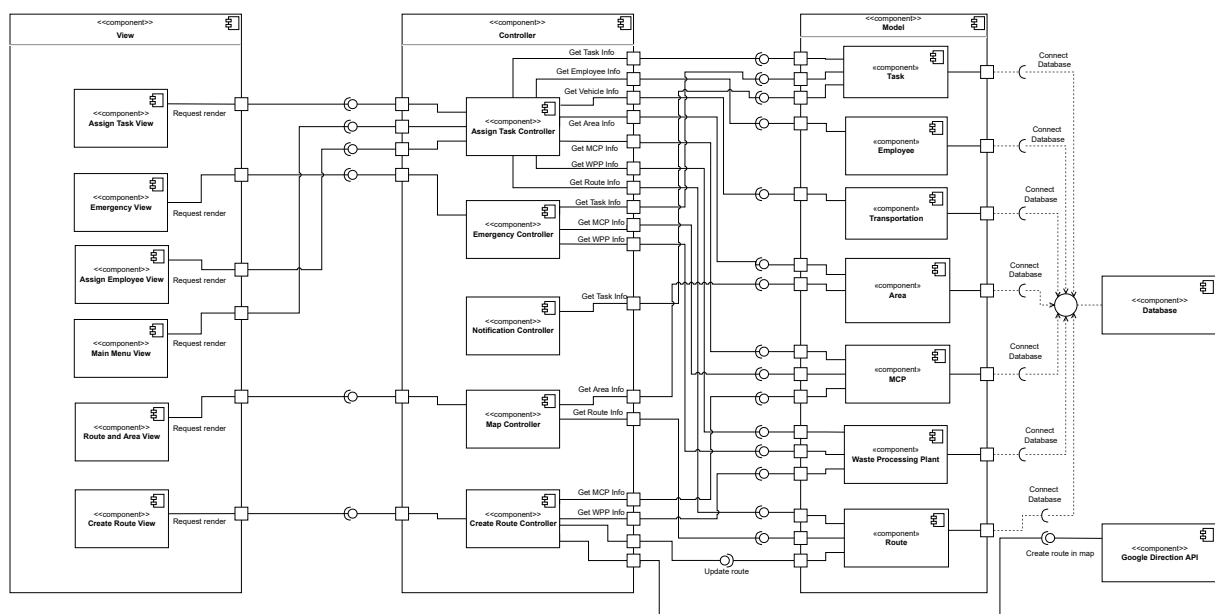 <<component>>
View
<<component>>
Assign Task View
Request render
<<component>>
Emergency View
Request render
<<component>>
Assign Employee View
Request render
<<component>>
Main Menu View
Request render
<<component>>
Route and Area View
Request render
<<component>>
Create Route View
Request render
<<component>>
Controller
Get Task Info
Get Employee Info
Get Vehicle Info
<<component>>
Assign Task Controller
Get Area Info
Get MCP Info
Get WPP Info
Get Route Info
<<component>>
Emergency Controller
Get Task Info
Get MCP Info
Get WPP Info
<<component>>
Notification Controller
Get Task Info
<<component>>
Map Controller
Get Area Info
Get Route Info
<<component>>
Create Route Controller
Get MCP Info
Get WPP Info
Update route
<<component>>
Model
«component»
Task
«component»
Employee
«component»
Transportation
«component»
Area
«component»
MCP
«component»
Waste Processing Plant
«component»
Route
Connect
Database
Connect
Database
Connect
Database
Connect
Database
Connect
Database
Connect
Database
Connect
Database
<<component>>
Database
Create route in map
<<component>>
Google Direction API